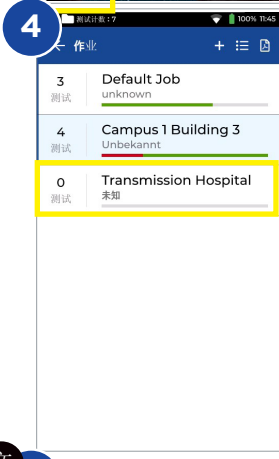 4
测试计数：7 100% 11:45
← 作业
3 Default Job
测试 unknown
4 Campus 1 Building 3
测试 Unbekannt
0 Transmission Hospital
测试 未知